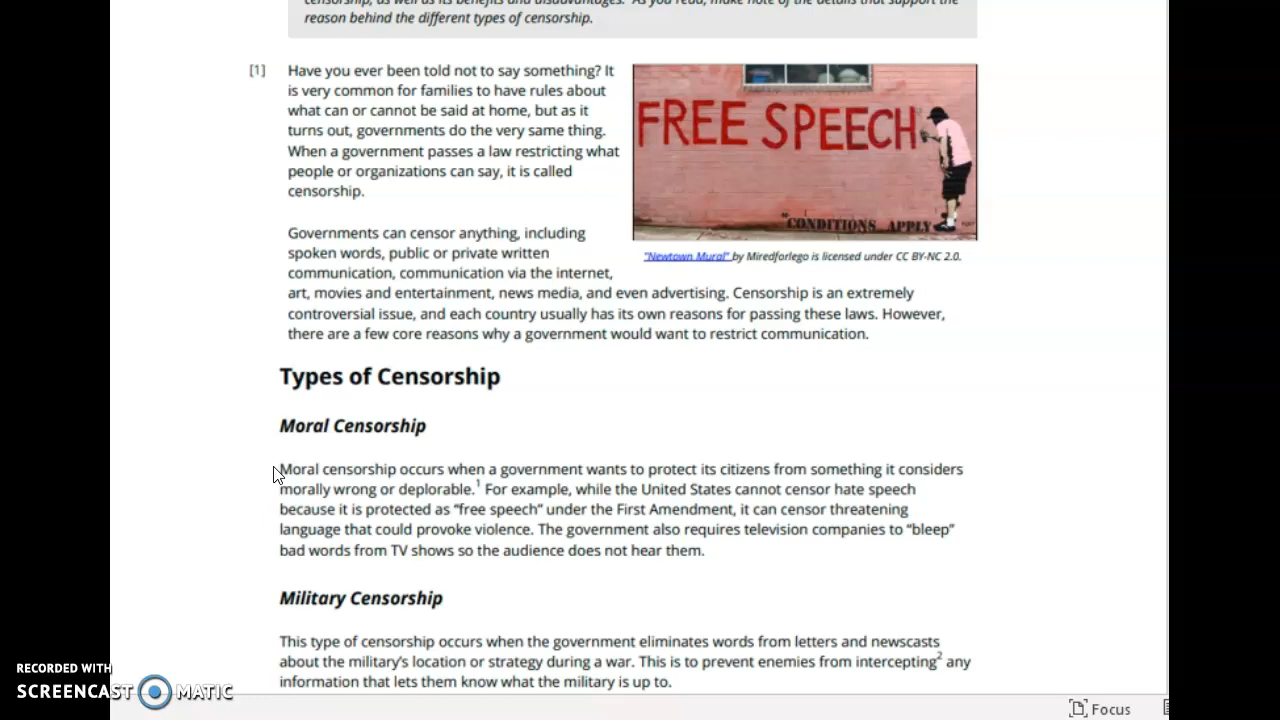 censorship, as well as its benefits and disadvantages. As you read, make note of the details that support the
reason behind the different types of censorship.
[1] Have you ever been told not to say something? It
is very common for families to have rules about
what can or cannot be said at home, but as it
turns out, governments do the very same thing.
When a government passes a law restricting what
people or organizations can say, it is called
censorship.
FREE SPEECH
"CONDITIONS APPLY
"Newtown Mural" by Miredforlego is licensed under CC BY-NC 2.0.
Governments can censor anything, including
spoken words, public or private written
communication, communication via the internet,
art, movies and entertainment, news media, and even advertising. Censorship is an extremely
controversial issue, and each country usually has its own reasons for passing these laws. However,
there are a few core reasons why a government would want to restrict communication.
Types of Censorship
Moral Censorship
Moral censorship occurs when a government wants to protect its citizens from something it considers
morally wrong or deplorable.1 For example, while the United States cannot censor hate speech
because it is protected as “free speech” under the First Amendment, it can censor threatening
language that could provoke violence. The government also requires television companies to “bleep”
bad words from TV shows so the audience does not hear them.
Military Censorship
This type of censorship occurs when the government eliminates words from letters and newscasts
about the military's location or strategy during a war. This is to prevent enemies from intercepting2 any
information that lets them know what the military is up to.
RECORDED WITH
SCREENCAST MATIC
Focus